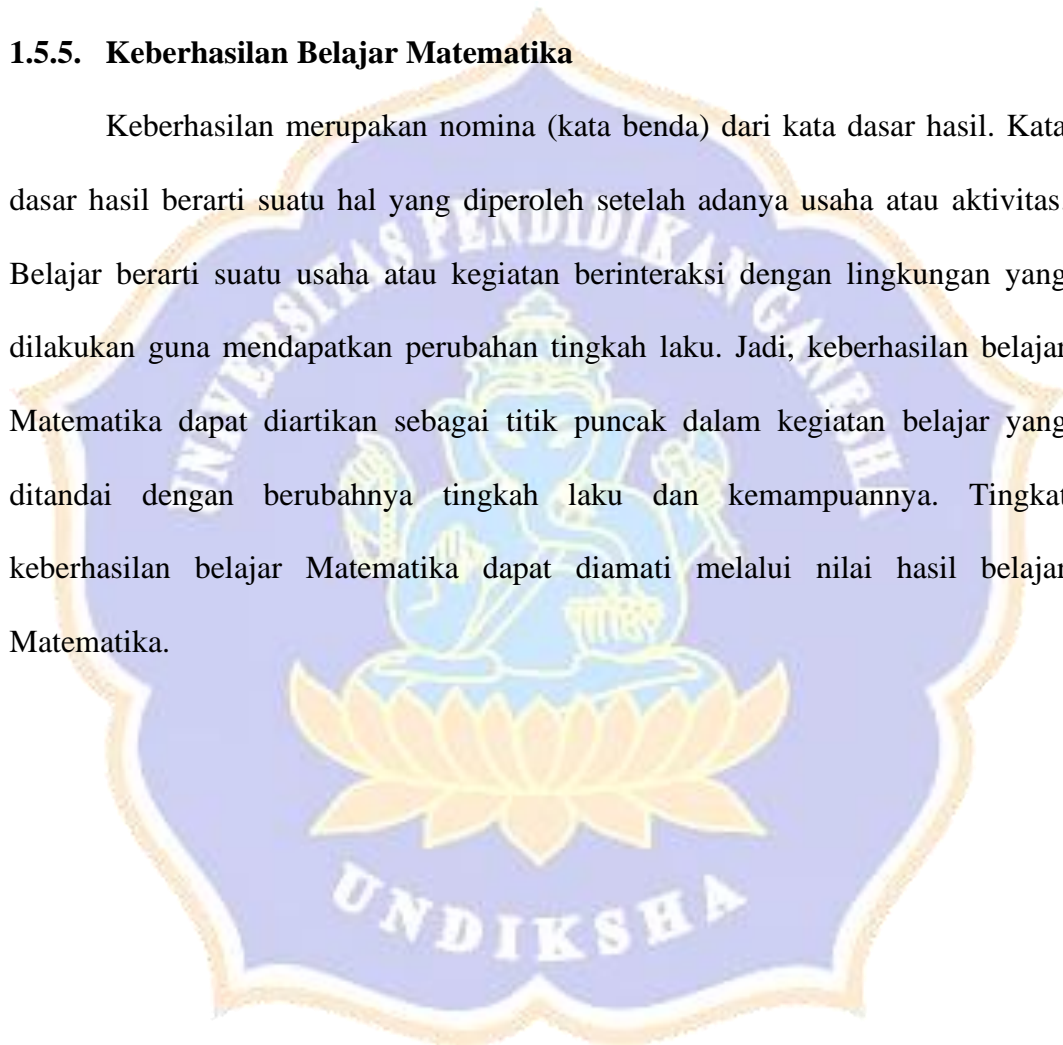 1.5.5. Keberhasilan Belajar Matematika
Keberhasilan merupakan nomina (kata benda) dari kata dasar hasil. Kata
dasar hasil berarti suatu hal yang diperoleh setelah adanya usaha atau aktivitas.
Belajar berarti suatu usaha atau kegiatan berinteraksi dengan lingkungan yang
dilakukan guna mendapatkan perubahan tingkah laku. Jadi, keberhasilan belajar
Matematika dapat diartikan sebagai titik puncak dalam kegiatan belajar yang
ditandai dengan berubahnya tingkah laku dan kemampuannya. Tingkat
keberhasilan belajar Matematika dapat diamati melalui nilai hasil belajar
Matematika.
UNIVERSITAS PENDIDIKAN GANESHA
UNDIKSHA